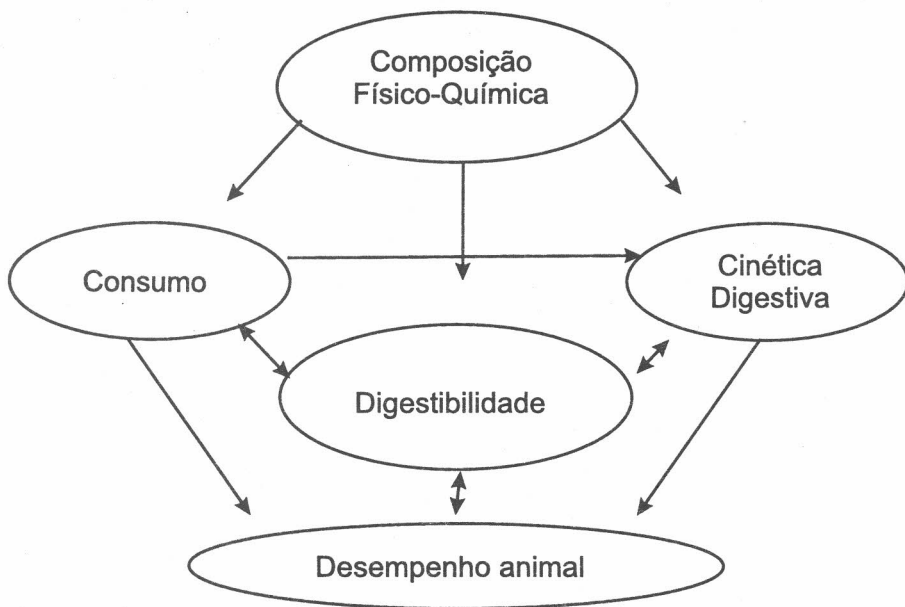 Composição
Físico-Química
Consumo
Cinética
Digestiva
Digestibilidade
Desempenho animal